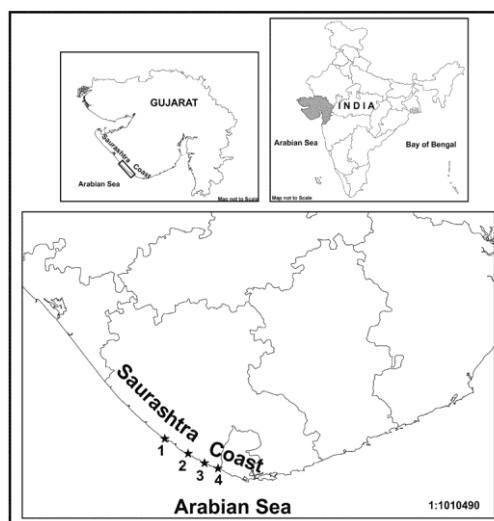 GUJARAT
Saurashtra Coast
Arabian Sea
Map not to Scale
INDIA
Arabian Sea
Bay of Bengal
Map not to Scale
Saurashtra Coast
1
2
3
4
Arabian Sea
1:1010490